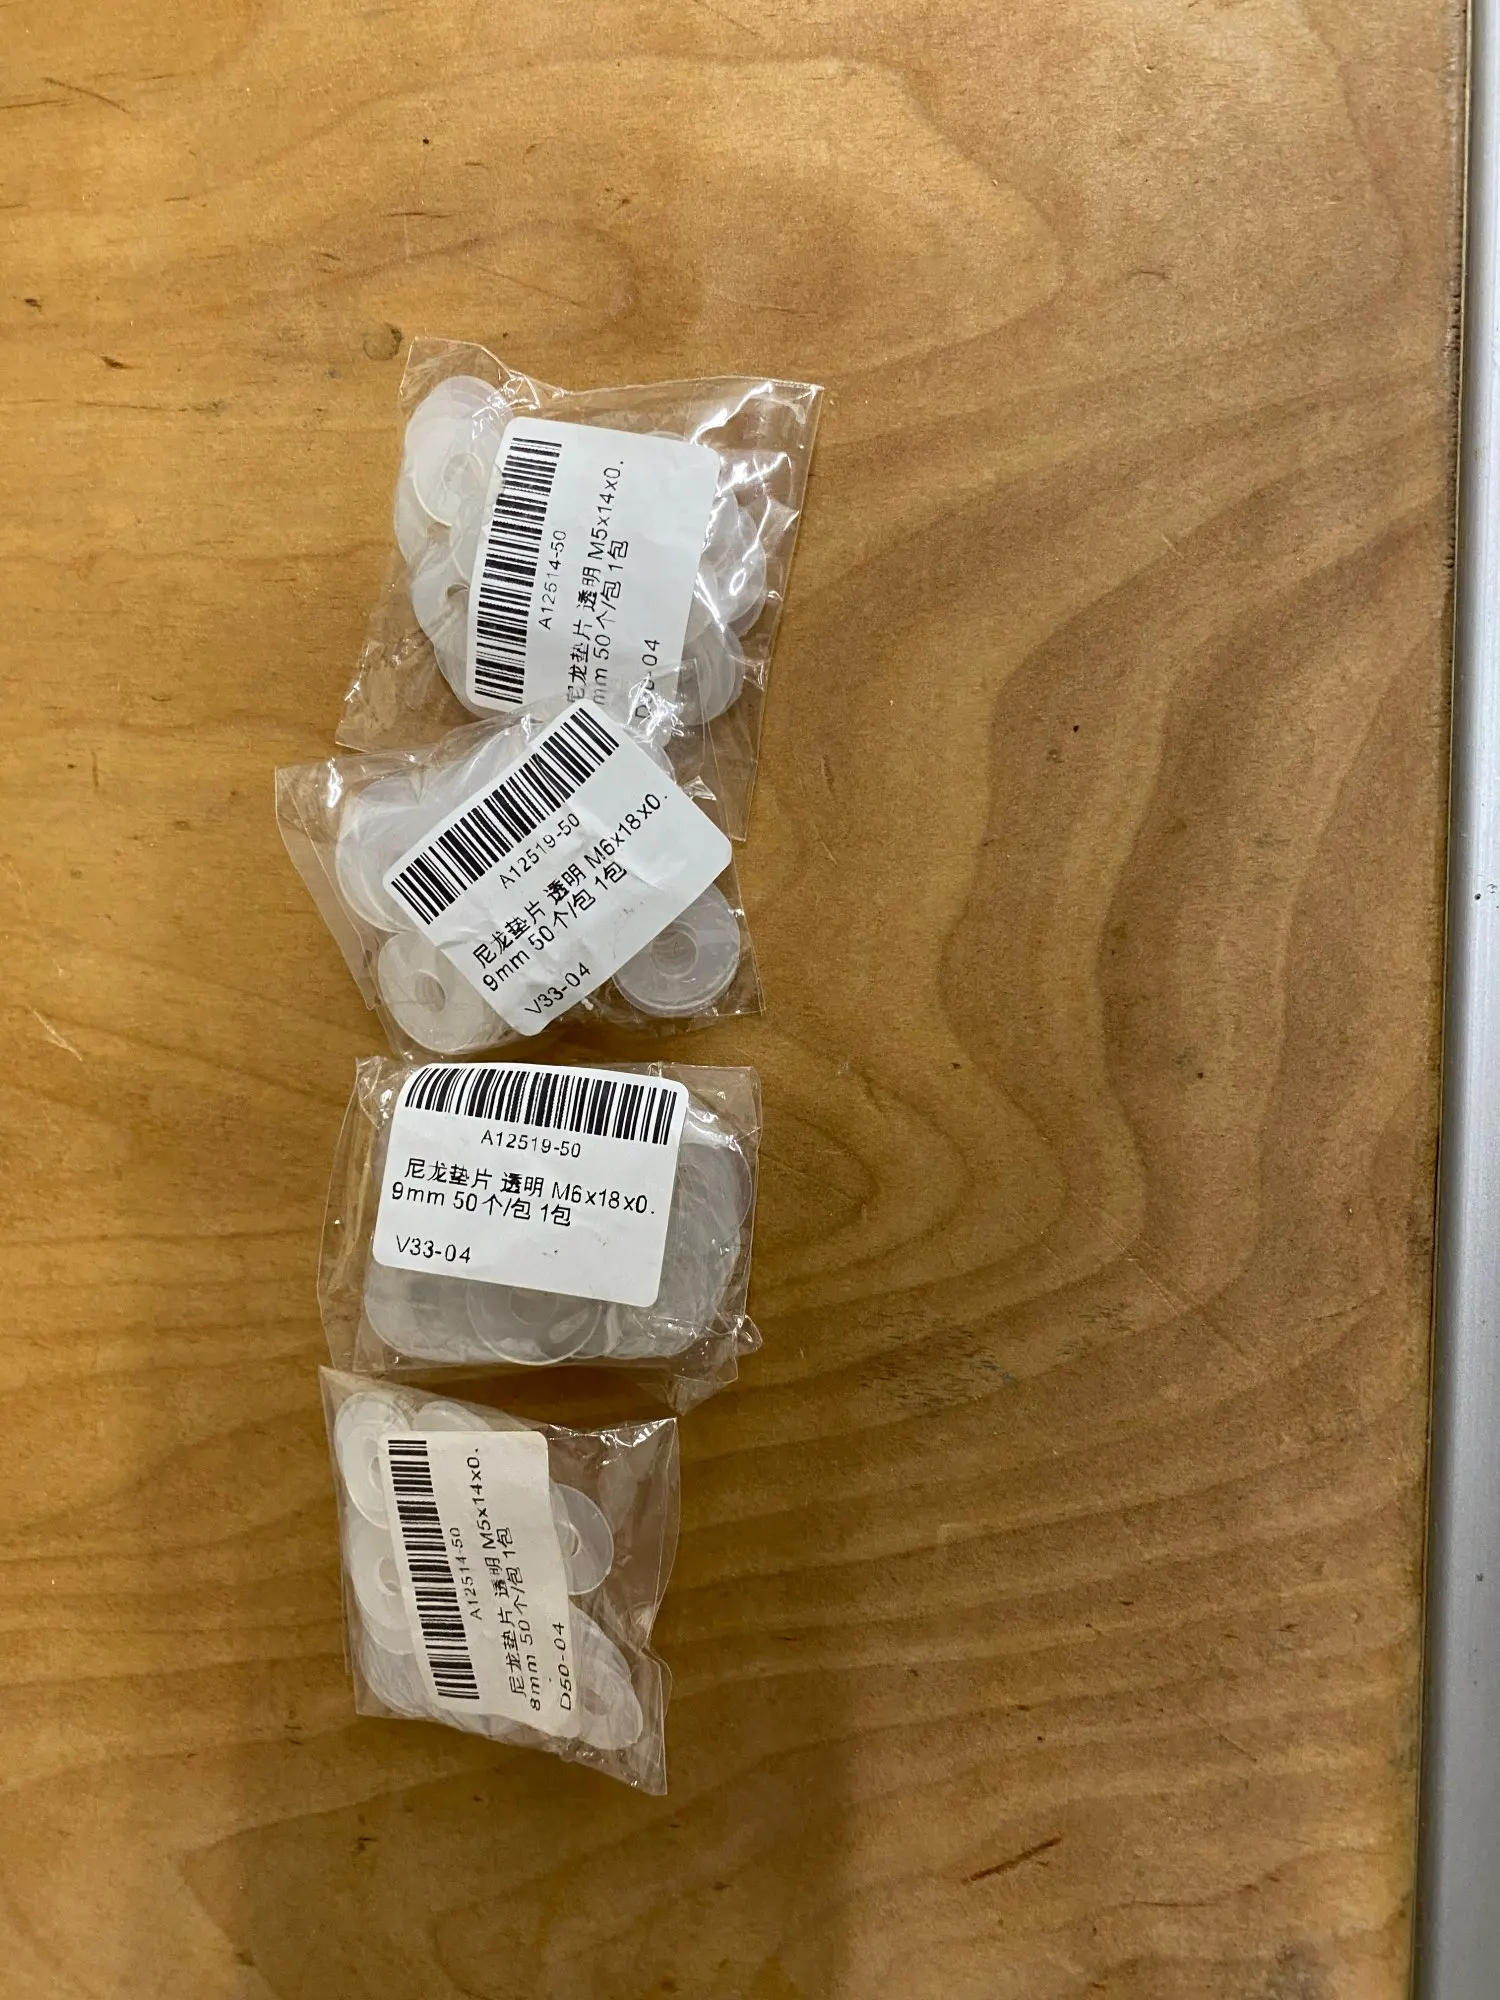 A12514-50
尼龙垫片 透明 M5x14x0.
mm 50个/包 1包
D50-04
A12519-50
尼龙垫片 透明 M6x18x0.
9mm 50个/包 1包
V33-04
A12519-50
尼龙垫片 透明 M6x18x0.
9mm 50个/包 1包
V33-04
A12514-50
尼龙垫片 透明 M5x14x0.
8mm 50个/包 1包
D50-04